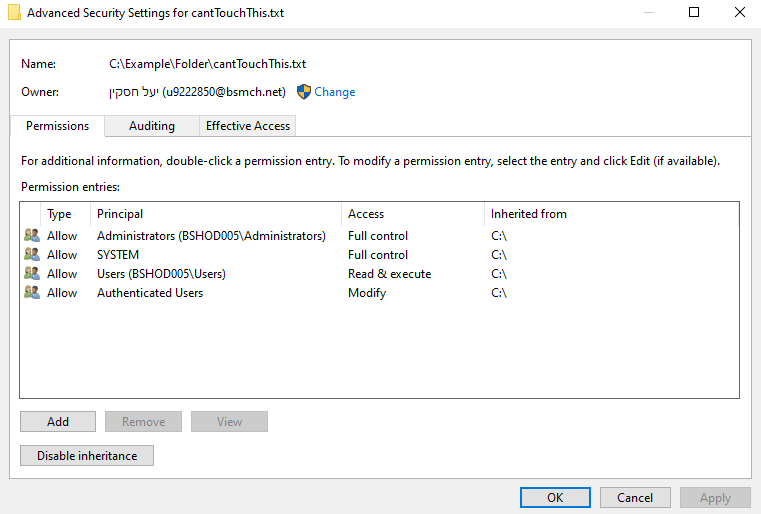 Advanced Security Settings for cantTouchThis.txt
Name: C:\Example\Folder\cantTouchThis.txt
Owner: יעל חסקין (u9222850@bsmch.net) Change
Permissions Auditing Effective Access
For additional information, double-click a permission entry. To modify a permission entry, select the entry and click Edit (if available).
Permission entries:
Type Principal Access Inherited from
Allow Administrators (BSHOD005\Administrators) Full control C:\
Allow SYSTEM Full control C:\
Allow Users (BSHOD005\Users) Read & execute C:\
Allow Authenticated Users Modify C:\
Add Remove View
Disable inheritance
OK Cancel Apply